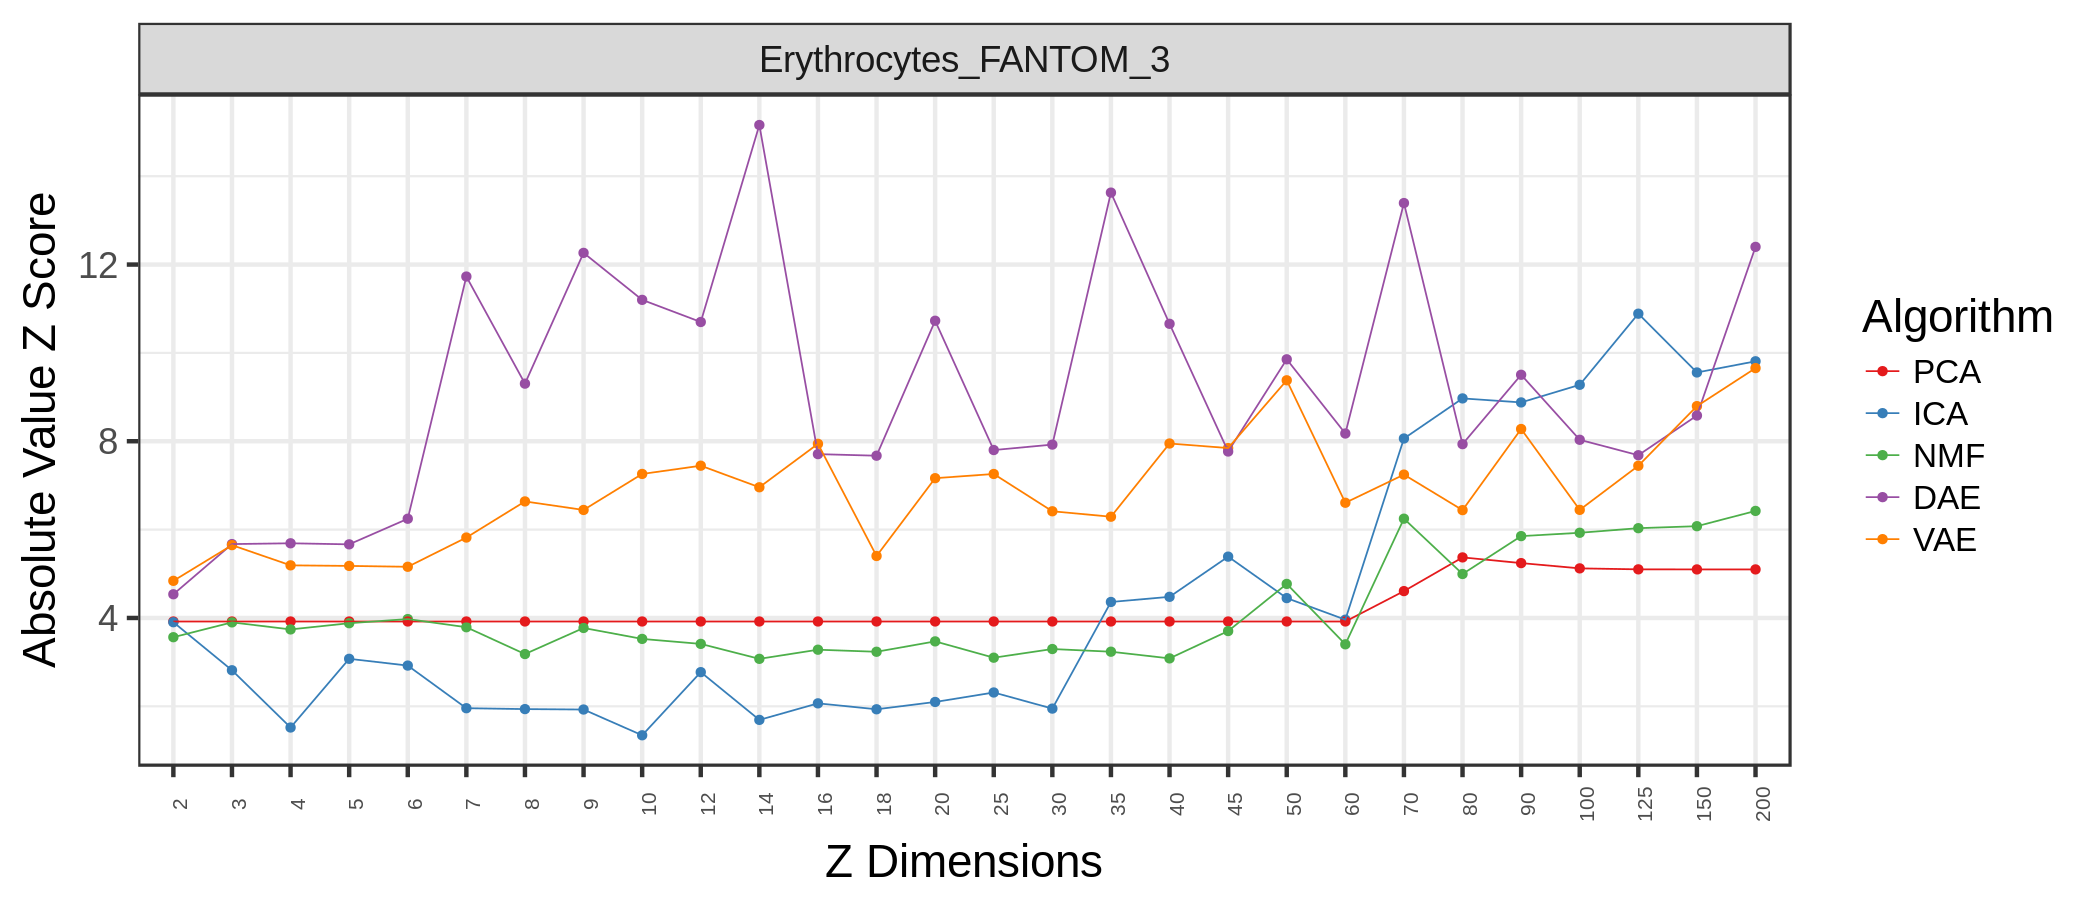 Erythrocytes_FANTOM_3
Absolute Value Z Score
12
8
4
2 3 4 5 6 7 8 9 10 12 14 16 18 20 25 30 35 40 45 50 60 70 80 90 100 125 150 200
Z Dimensions
Algorithm
PCA
ICA
NMF
DAE
VAE